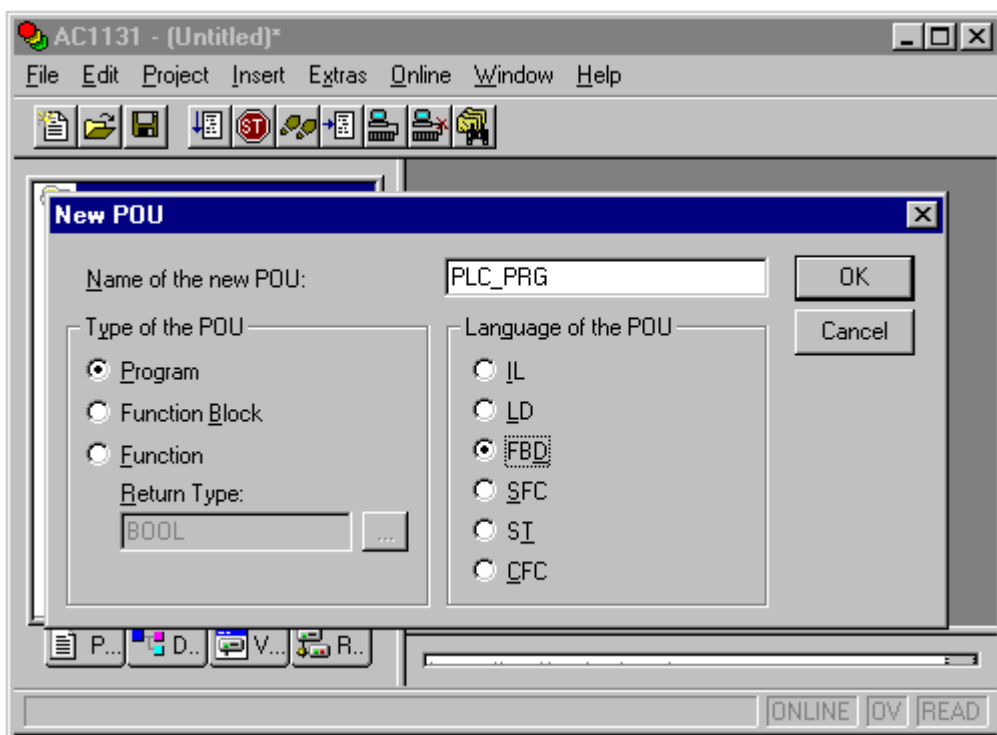 AC1131 - (Untitled)*
File Edit Project Insert Extras Online Window Help
ST
New POU
Name of the new POU: PLC_PRG OK
Cancel
Type of the POU
Program
Function Block
Function
Return Type:
BOOL ...
Language of the POU
IL
LD
FBD
SFC
ST
CFC
P... D.. V... R..
ONLINE OV READ